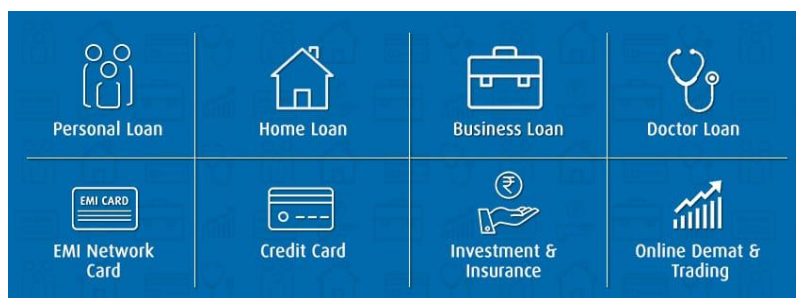 Personal Loan
Home Loan
Business Loan
Doctor Loan
EMI CARD
EMI Network
Card
Credit Card
₹
Investment &
Insurance
Online Demat &
Trading